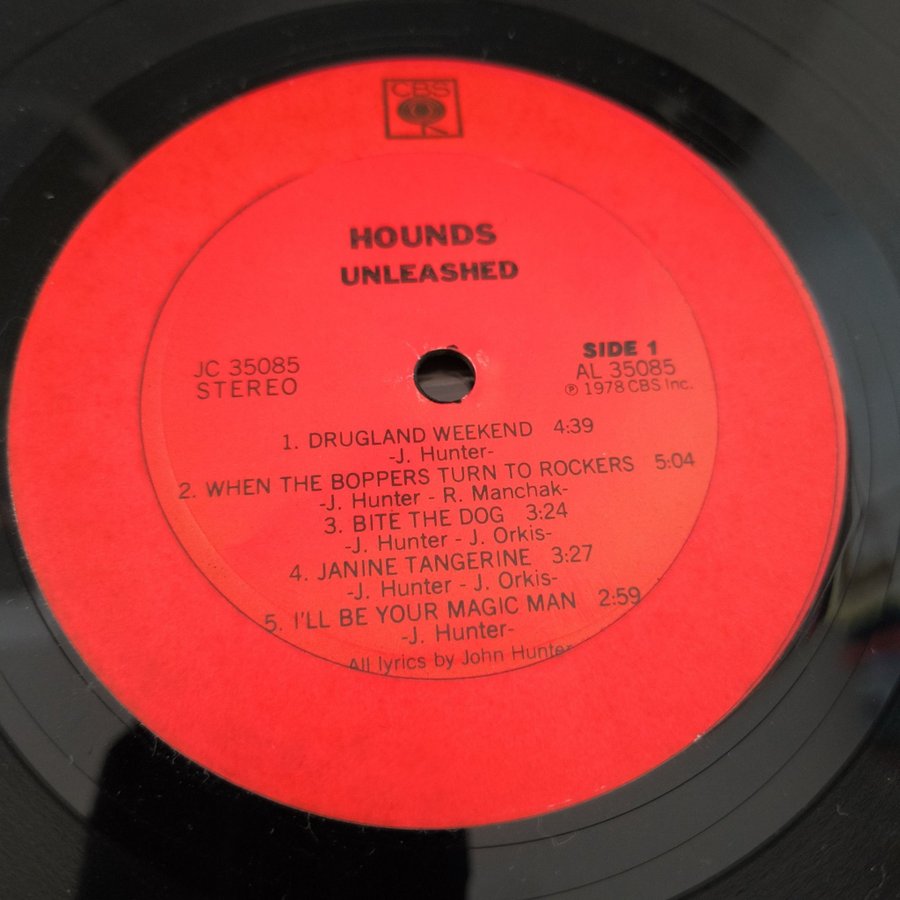 CBS
HOUNDS
UNLEASHED
JC 35085
STEREO
SIDE 1
AL 35085
℗ 1978 CBS Inc.
1. DRUGLAND WEEKEND 4:39
-J. Hunter-
2. WHEN THE BOPPERS TURN TO ROCKERS 5:04
-J. Hunter - R. Manchak-
3. BITE THE DOG 3:24
-J. Hunter - J. Orkis-
4. JANINE TANGERINE 3:27
-J. Hunter - J. Orkis-
5. I'LL BE YOUR MAGIC MAN 2:59
-J. Hunter-
All lyrics by John Hunter